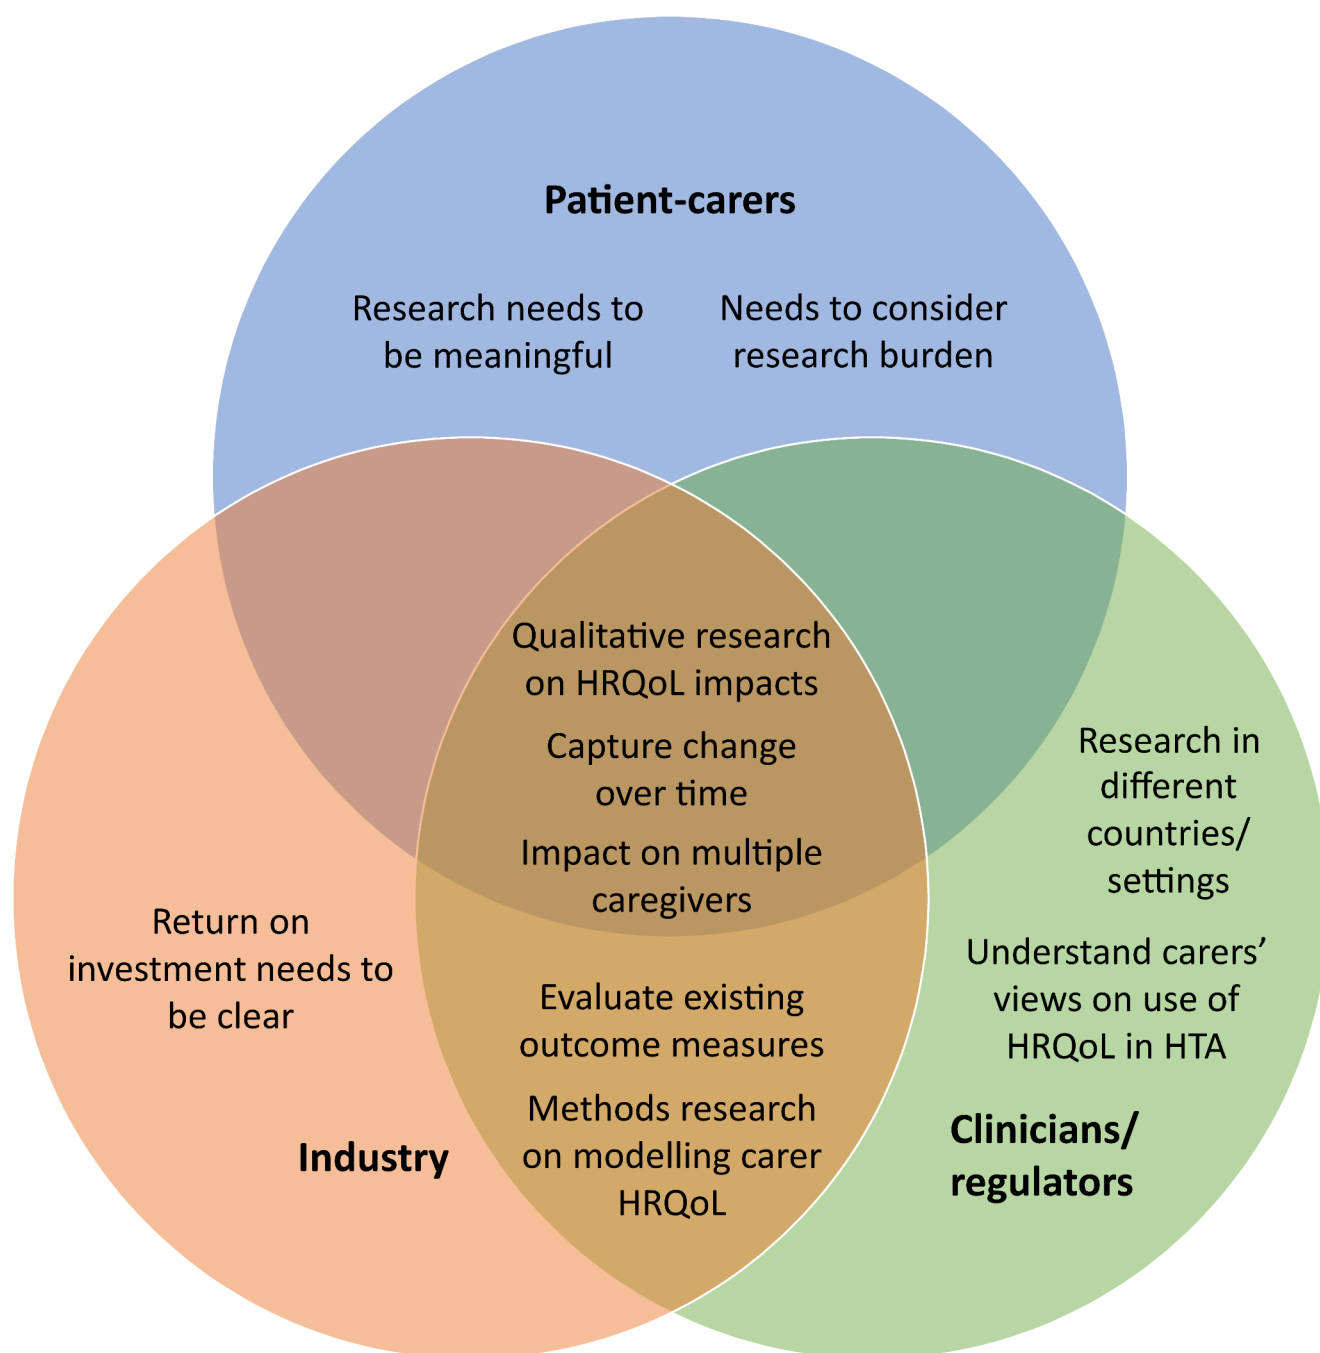 Patient-carers
Research needs to
be meaningful
Needs to consider
research burden
Qualitative research
on HRQoL impacts
Capture change
over time
Impact on multiple
caregivers
Evaluate existing
outcome measures
Methods research
on modelling carer
HRQoL
Return on
investment needs to
be clear
Industry
Research in
different
countries/
settings
Understand carers’
views on use of
HRQoL in HTA
Clinicians/
regulators